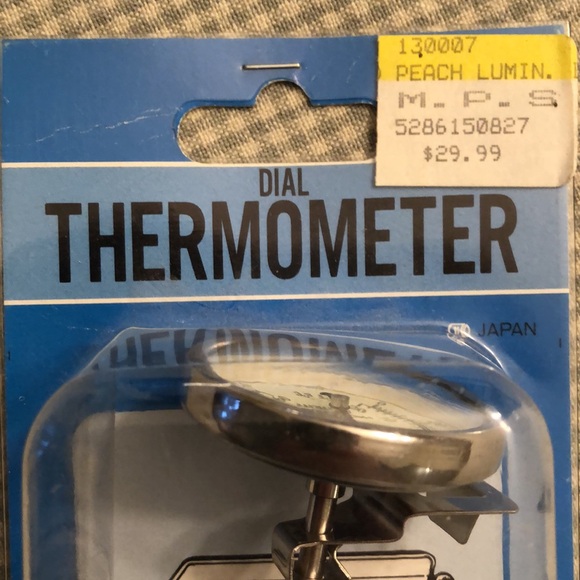 130007
PEACH LUMIN.
M.P.S
5286150827
$29.99
DIAL
THERMOMETER
JAPAN